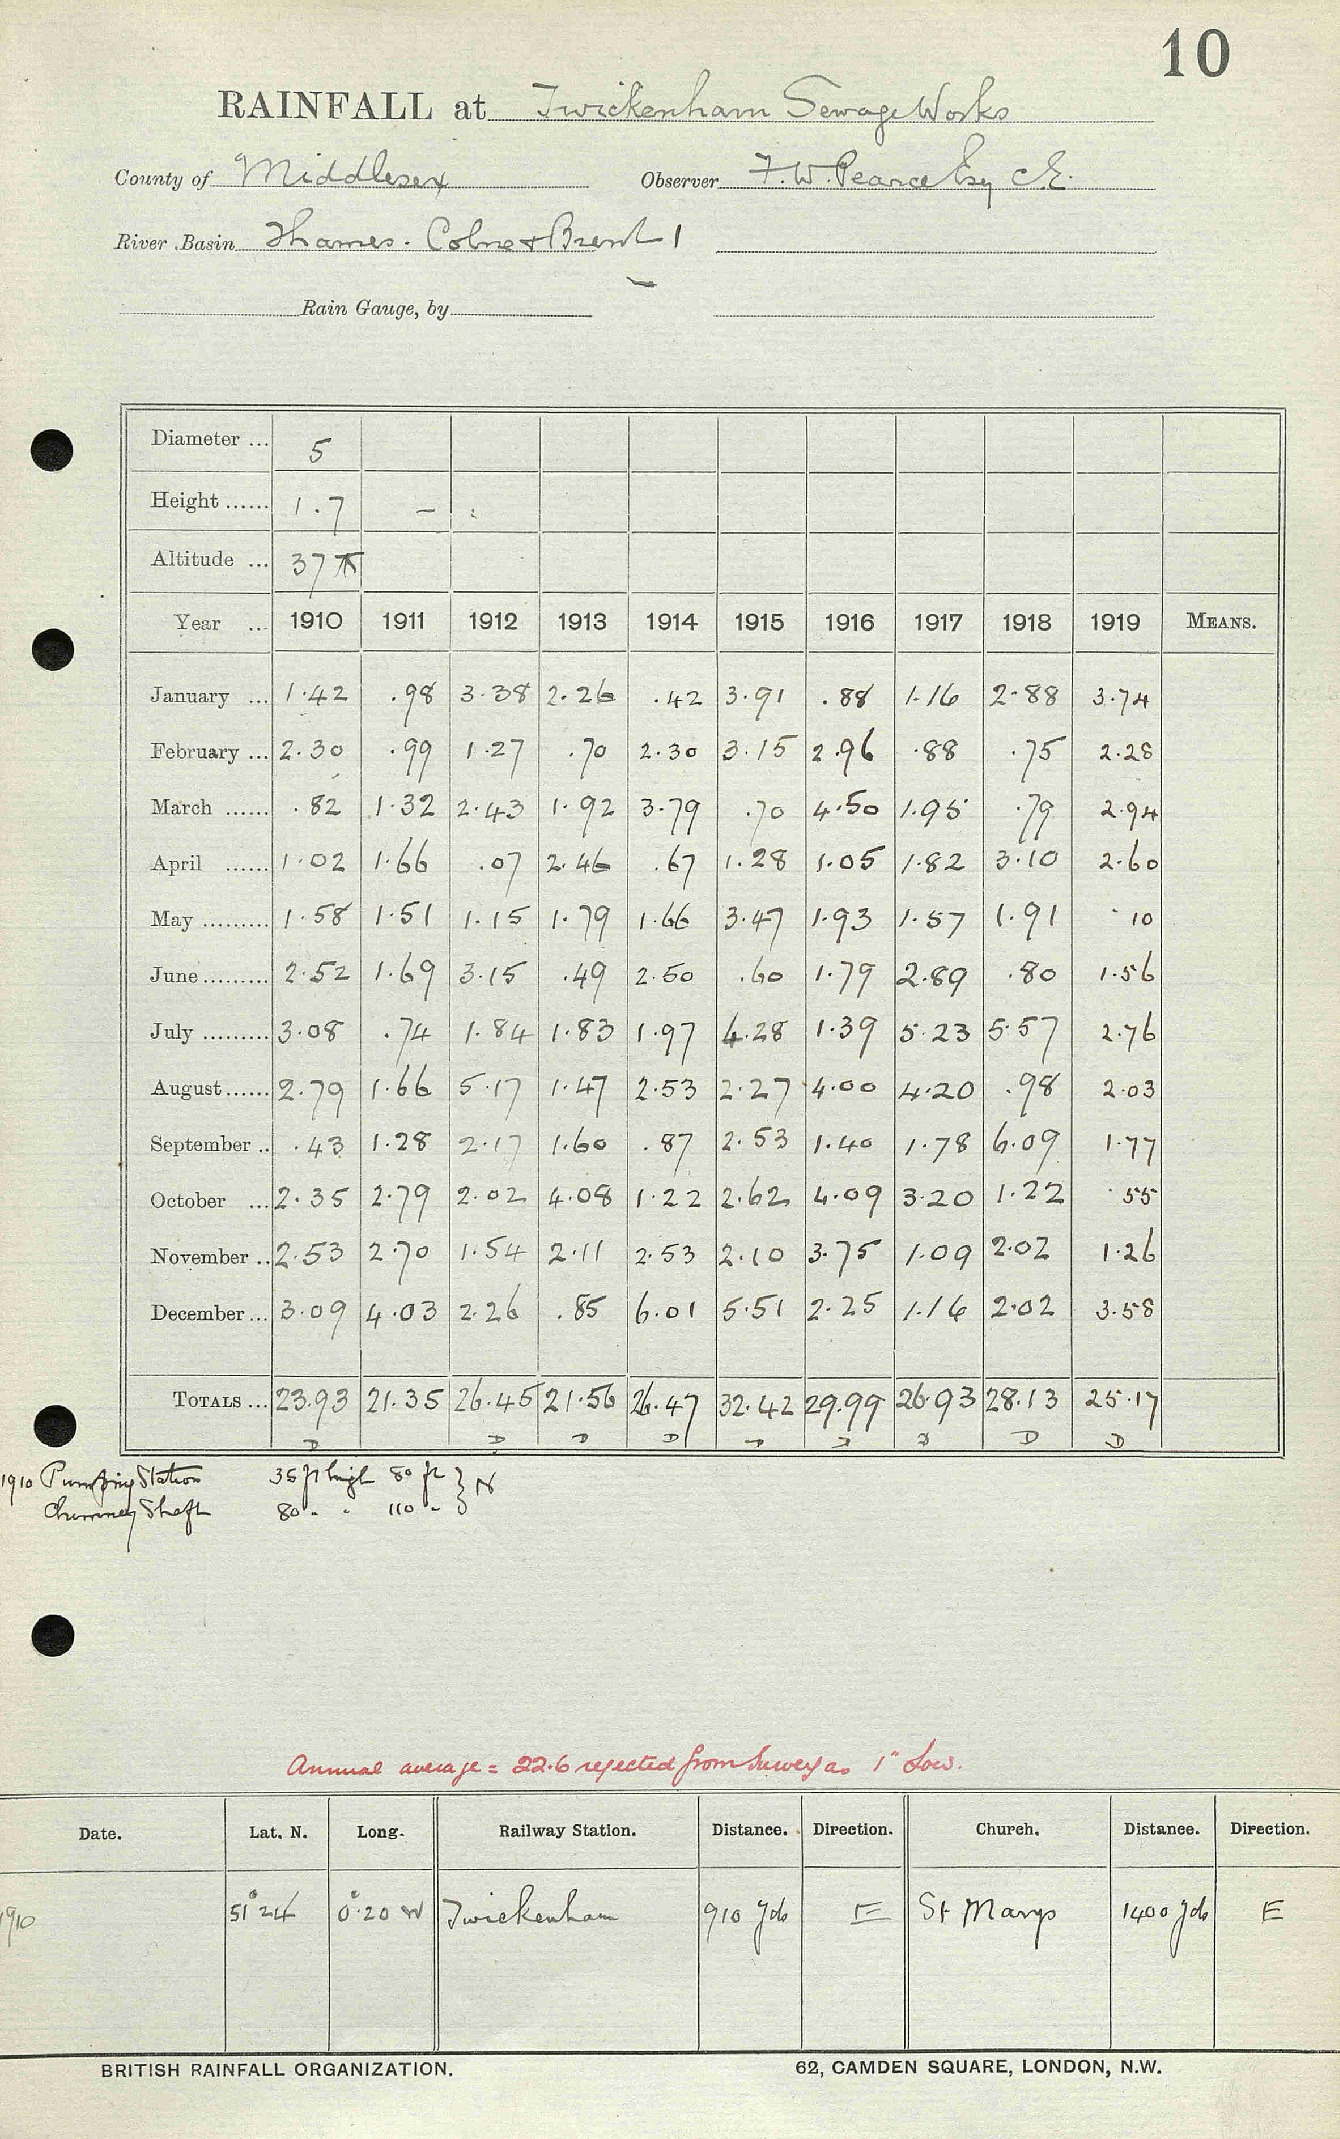 10
RAINFALL at Twickenham Sewage Works
County of Middlesex Observer F. W. Pearce Esq C.E.
River Basin Thames. Colne & Brent 1
Rain Gauge, by
Diameter ... 5
Height ...... 1.7 –
Altitude ... 37
Year ... 1910 1911 1912 1913 1914 1915 1916 1917 1918 1919 MEANS.
January ... 1.42 .98 3.38 2.26 .42 3.91 .88 1.16 2.88 3.74
February ... 2.30 .99 1.27 .70 2.30 3.15 2.96 .88 .75 2.28
March ...... .82 1.32 2.43 1.92 3.79 .70 4.50 1.95 .79 2.94
April ...... 1.02 1.66 .07 2.46 .67 1.28 1.05 1.82 3.10 2.60
May ......... 1.58 1.51 1.15 1.79 1.66 3.47 1.93 1.57 1.91 .10
June ......... 2.52 1.69 3.15 .49 2.50 .60 1.79 2.89 .80 1.56
July ......... 3.08 .74 1.84 1.83 1.97 4.28 1.39 5.23 5.57 2.76
August ...... 2.79 1.66 5.17 1.47 2.53 2.27 4.00 4.20 .98 2.03
September .. .43 1.28 2.17 1.60 .87 2.53 1.40 1.78 6.09 1.77
October ... 2.35 2.79 2.02 4.08 1.22 2.62 4.09 3.20 1.22 .55
November .. 2.53 2.70 1.54 2.11 2.53 2.10 3.75 1.09 2.02 1.26
December ... 3.09 4.03 2.26 .85 6.01 5.51 2.25 1.16 2.02 3.58
TOTALS ... 23.93 21.35 26.45 21.56 26.47 32.42 29.99 26.93 28.13 25.17
D D D D D D D
1910 Pumping Station 35 ft high 80 ft } N
Chimney Shaft 80 " " 110 "
Annual average = 22.6 rejected from Survey as 1" Low.
Date. Lat. N. Long. Railway Station. Distance. Direction. Church. Distance. Direction.
1910 51° 24 0° 20 W Twickenham 910 yds E St Marys 1400 yds E
BRITISH RAINFALL ORGANIZATION. 62, CAMDEN SQUARE, LONDON, N.W.